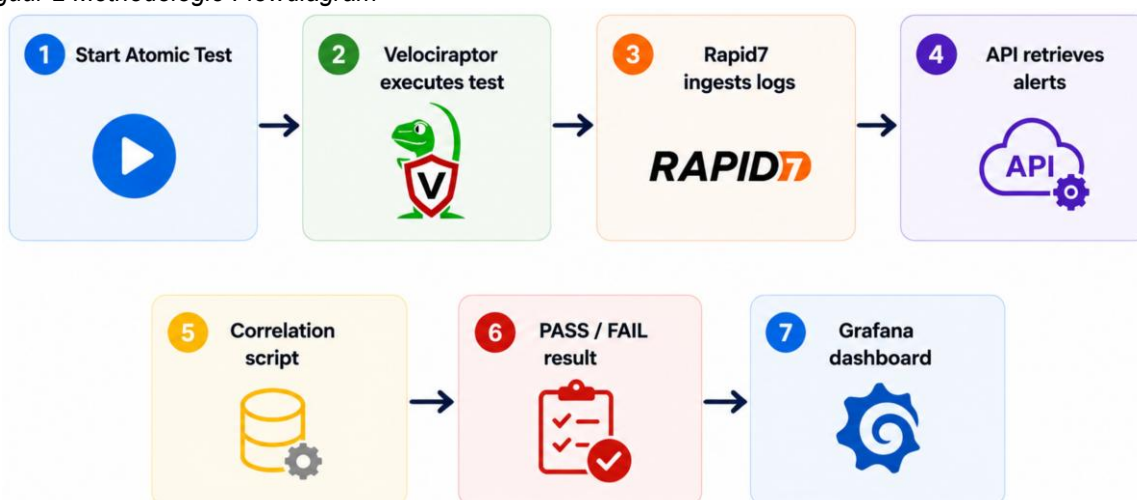 1 Start Atomic Test
2 Velociraptor
executes test
V
3 Rapid7
ingests logs
RAPID7
4 API retrieves
alerts
API
5 Correlation
script
6 PASS / FAIL
result
7 Grafana
dashboard